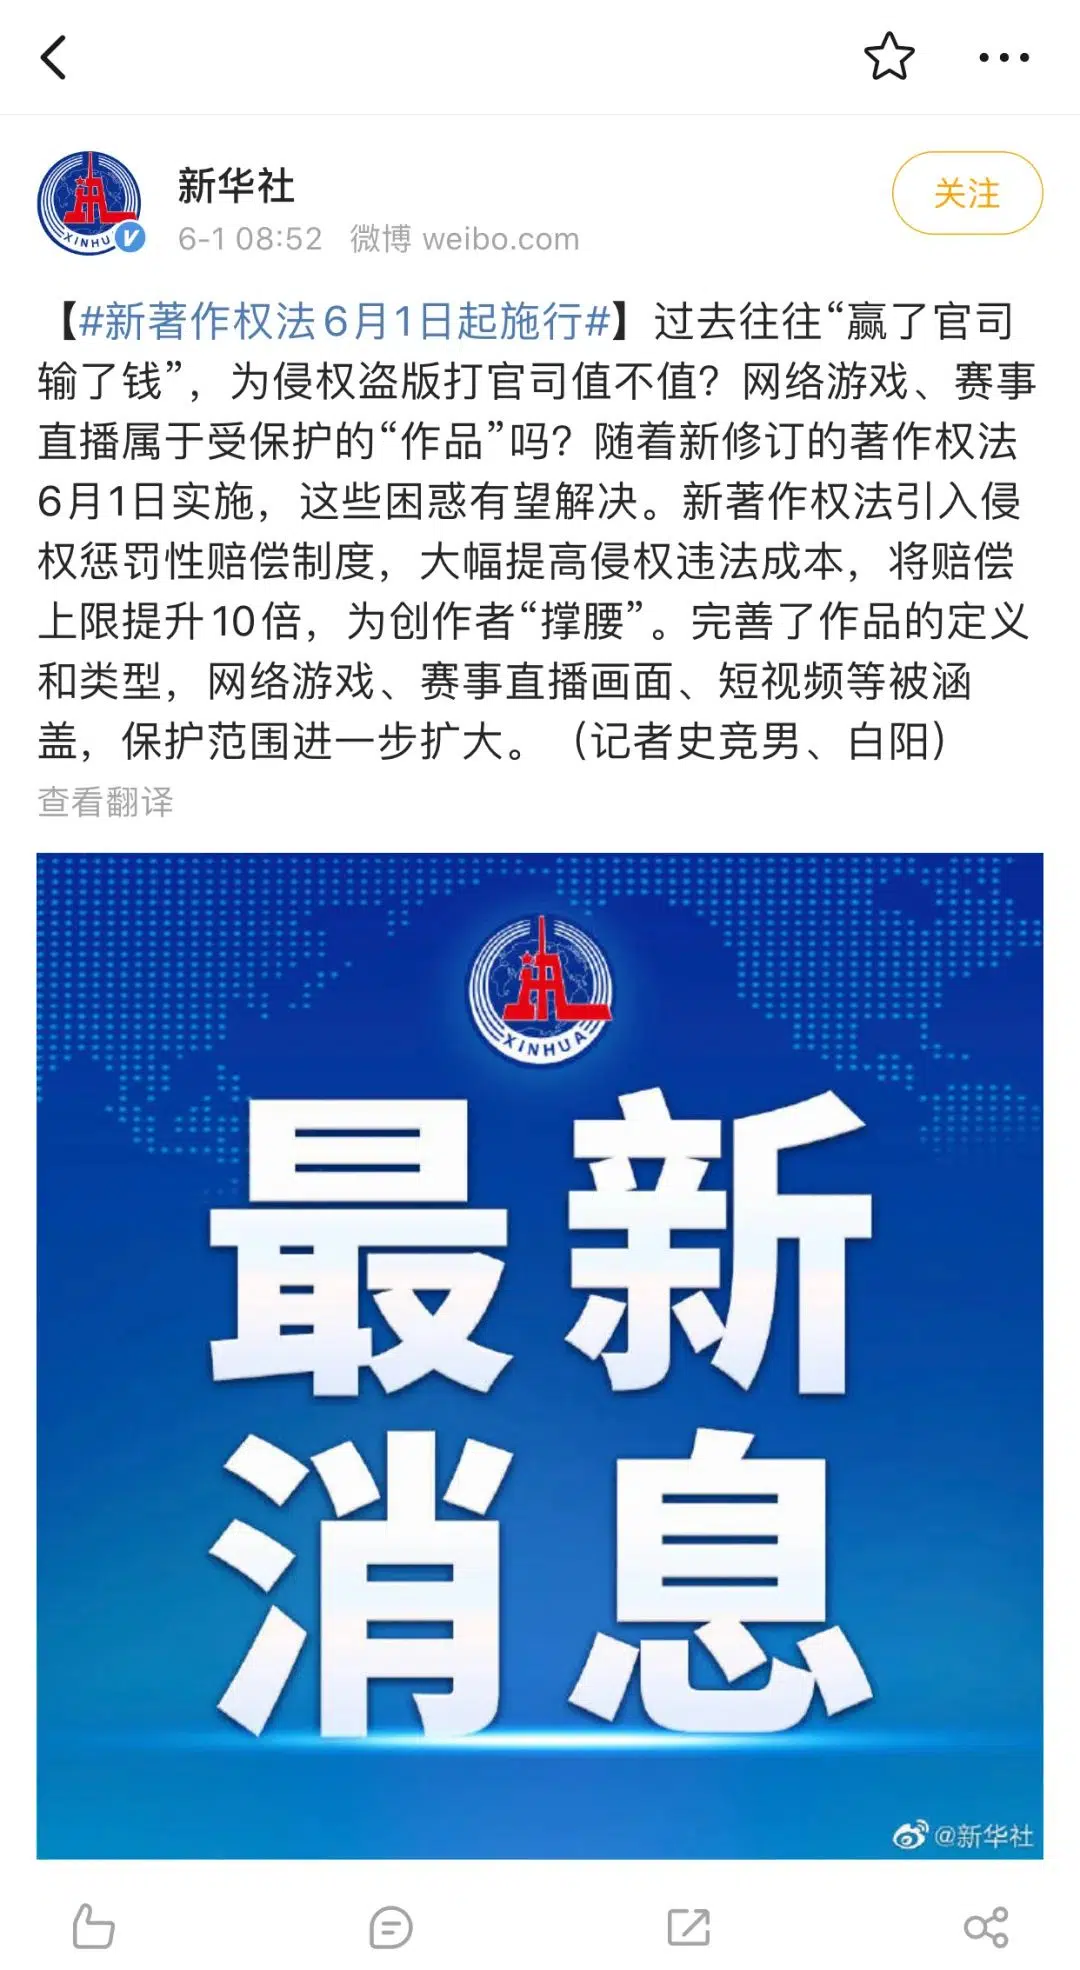 新华社
关注
6-1 08:52 微博 weibo.com
【#新著作权法6月1日起施行#】过去往往“赢了官司
输了钱”，为侵权盗版打官司值不值？网络游戏、赛事
直播属于受保护的“作品”吗？随着新修订的著作权法
6月1日实施，这些困惑有望解决。新著作权法引入侵
权惩罚性赔偿制度，大幅提高侵权违法成本，将赔偿
上限提升10倍，为创作者“撑腰”。完善了作品的定义
和类型，网络游戏、赛事直播画面、短视频等被涵
盖，保护范围进一步扩大。（记者史竞男、白阳）
查看翻译
XINHUA
最新
消息
@新华社